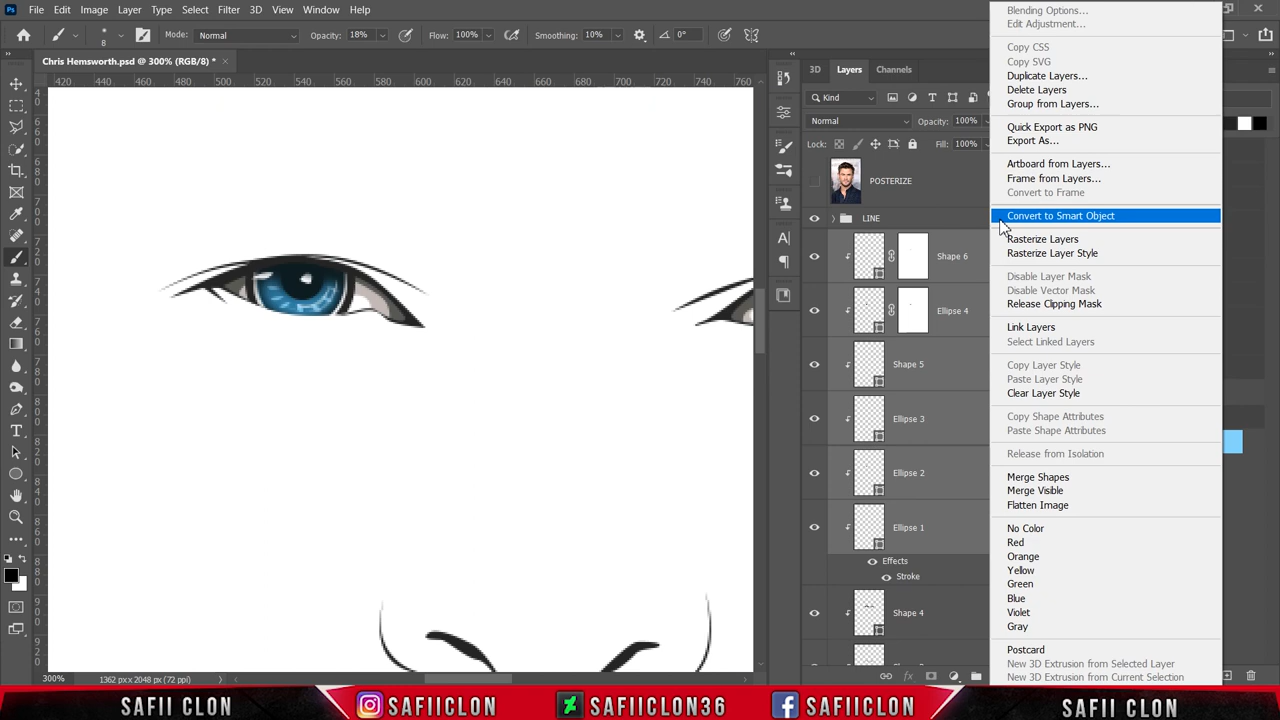 Ps File Edit Image Layer Type Select Filter 3D View Window Help
8 Mode: Normal Opacity: 18% Flow: 100% Smoothing: 10% 0°
Chris Hemsworth.psd @ 300% (RGB/8) *
420 460 480 500 520 540 560 580 600 620 640 660 680 700 720 740 760
3D Layers Channels
Kind
Normal Opacity: 100%
Lock: Fill: 100%
POSTERIZE
LINE
Shape 6
Ellipse 4
Shape 5
Ellipse 3
Ellipse 2
Ellipse 1
Effects
Stroke
Shape 4
Blending Options...
Edit Adjustment...
Copy CSS
Copy SVG
Duplicate Layers...
Delete Layers
Group from Layers...
Quick Export as PNG
Export As...
Artboard from Layers...
Frame from Layers...
Convert to Frame
Convert to Smart Object
Rasterize Layers
Rasterize Layer Style
Disable Layer Mask
Disable Vector Mask
Release Clipping Mask
Link Layers
Select Linked Layers
Copy Layer Style
Paste Layer Style
Clear Layer Style
Copy Shape Attributes
Paste Shape Attributes
Release from Isolation
Merge Shapes
Merge Visible
Flatten Image
No Color
Red
Orange
Yellow
Green
Blue
Violet
Gray
Postcard
New 3D Extrusion from Selected Layer
New 3D Extrusion from Current Selection
300% 1362 px x 2048 px (72 ppi)
SAFII CLON SAFIICLON SAFIICLON36 SAFIICLON SAFII CLON